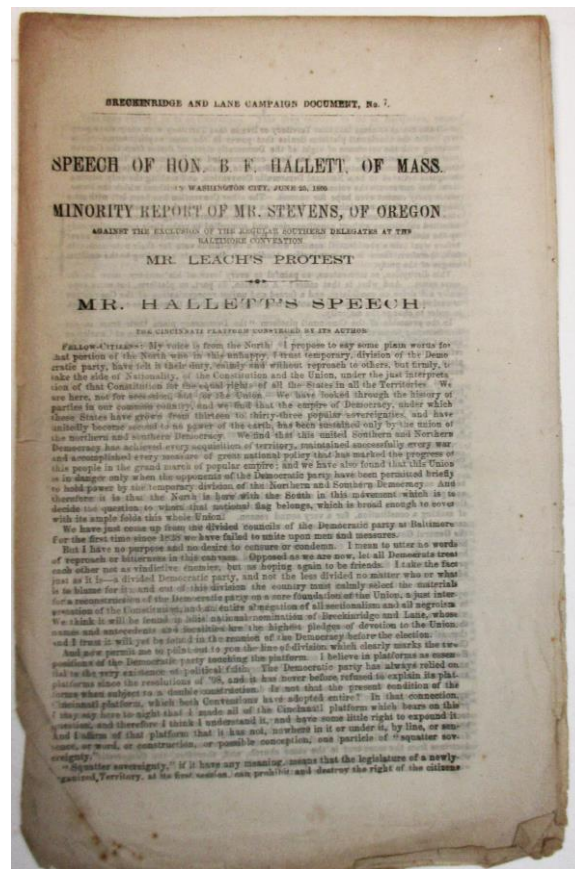 BRECKINRIDGE AND LANE CAMPAIGN DOCUMENT, No. 7.
SPEECH OF HON. B. F. HALLETT, OF MASS.
IN WASHINGTON CITY, JUNE
MINORITY REPORT OF MR. STEVENS, OF OREGON
AGAINST THE EXCLUSION OF THE REGULAR SOUTHERN DELEGATES AT THE
BALTIMORE CONVENTION
MR. LEACH'S PROTEST
MR. HALLETT'S SPEECH.
THE CINCINNATI PLATFORM CONSTRUED BY ITS AUTHOR
FELLOW-CITIZENS: My voice is from the North. I propose to say some plain words for
that portion of the North who in this unhappy, I trust temporary, division of the Demo
cratic party, have felt it their duty, calmly and without reproach to others, but firmly, to
take the side of Nationality, of the Constitution and the Union, under the just interpreta
tion of that Constitution for the equal rights of all the States in all the Territories. We
are here, not for secession, but for the Union. We have looked through the history of
parties in our common country, and we find that the empire of Democracy, under which
these States have grown from thirteen to thirty-three popular sovereignties, and have
unitedly become second to no power of the earth, has been sustained only by the union of
the northern and southern Democracy. We find that this united Southern and Northern
Democracy has achieved every acquisition of territory, maintained successfully every war,
and accomplished every measure of great national policy that has marked the progress of
this people in the grand march of popular empire; and we have also found that this Union
is in danger only when the opponents of the Democratic party have been permitted briefly
to hold power by the temporary division of the Northern and Southern Democracy. And
therefore it is that the North is here with the South in this movement which is to
decide the question to whom that national flag belongs, which is broad enough to cover
with its ample folds this whole Union.
We have just come up from the divided councils of the Democratic party at Baltimore
For the first time since 18 we have failed to unite upon men and measures.
But I have no purpose and no desire to censure or condemn. I mean to utter no words
of reproach or bitterness in this canvass. Opposed as we are now, let all Democrats treat
each other not as vindictive enemies, but as hoping again to be friends. I take the fact
just as it is—a divided Democratic party, and not the less divided no matter who or what
is to blame for it; and out of this division the country must calmly select the materials
for a reconstruction of the Democratic party on a sure foundation of the Union, a just inter
pretation of the Constitution, and an entire abnegation of all sectionalism and all negroism
We think it will be found in this national nomination of Breckinridge and Lane, whose
names and antecedents and localities are the highest pledges of devotion to the Union
and I trust it will yet be found in the reunion of the Democracy before the election.
And now permit me to point out to you the line of division which clearly marks the two
positions of the Democratic party touching the platform. I believe in platforms as essen
tial to the very existence of political faith. The Democratic party has always relied on
platforms since the resolutions of '98, and it has never before refused to explain its plat
forms when subject to a double construction. Is not that the present condition of the
Cincinnati platform, which both Conventions have adopted entire? In that connection,
I may say here to-night that I made all of the Cincinnati platform which bears on this
question, and therefore I think I understand it, and have some little right to expound it.
And I affirm of that platform that it has not, nowhere in it or under it, by line, or sen-
tence, or word, or construction, or possible conception, one particle of "squatter sov-
ereignty."
"Squatter sovereignty," if it have any meaning, means that the legislature of a newly
organized Territory, at its first session, can prohibit and destroy the right of the citizens